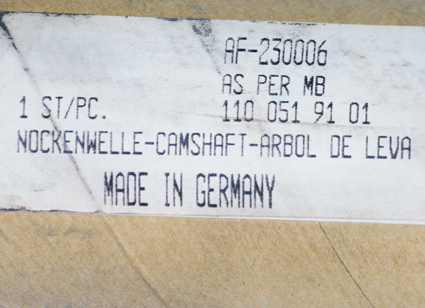 AF-230006
AS PER MB
1 ST/PC. 110 051 91 01
NOCKENWELLE-CAMSHAFT-ARBOL DE LEVA
MADE IN GERMANY